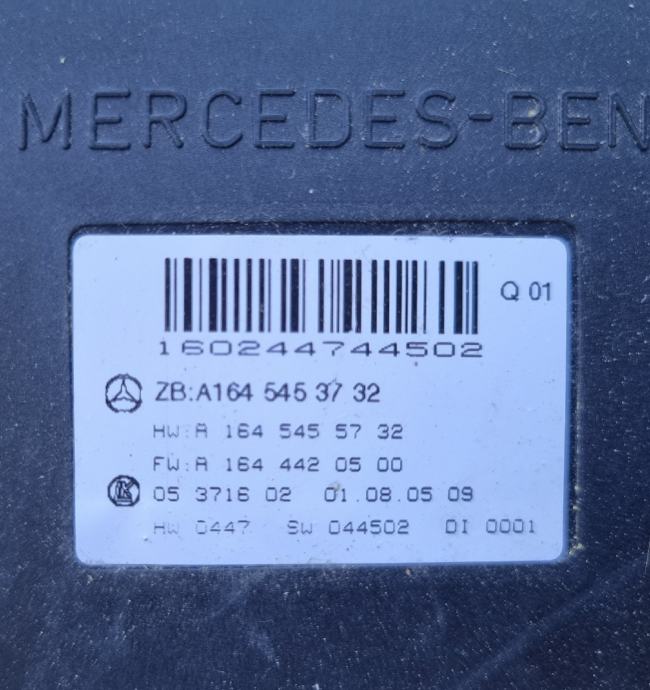 MERCEDES-BEN
Q 01
160244744502
ZB:A164 545 37 32
HW:A 164 545 57 32
FW:A 164 442 05 00
05 3716 02 01.08.05 09
HW 0447 SW 044502 DI 0001